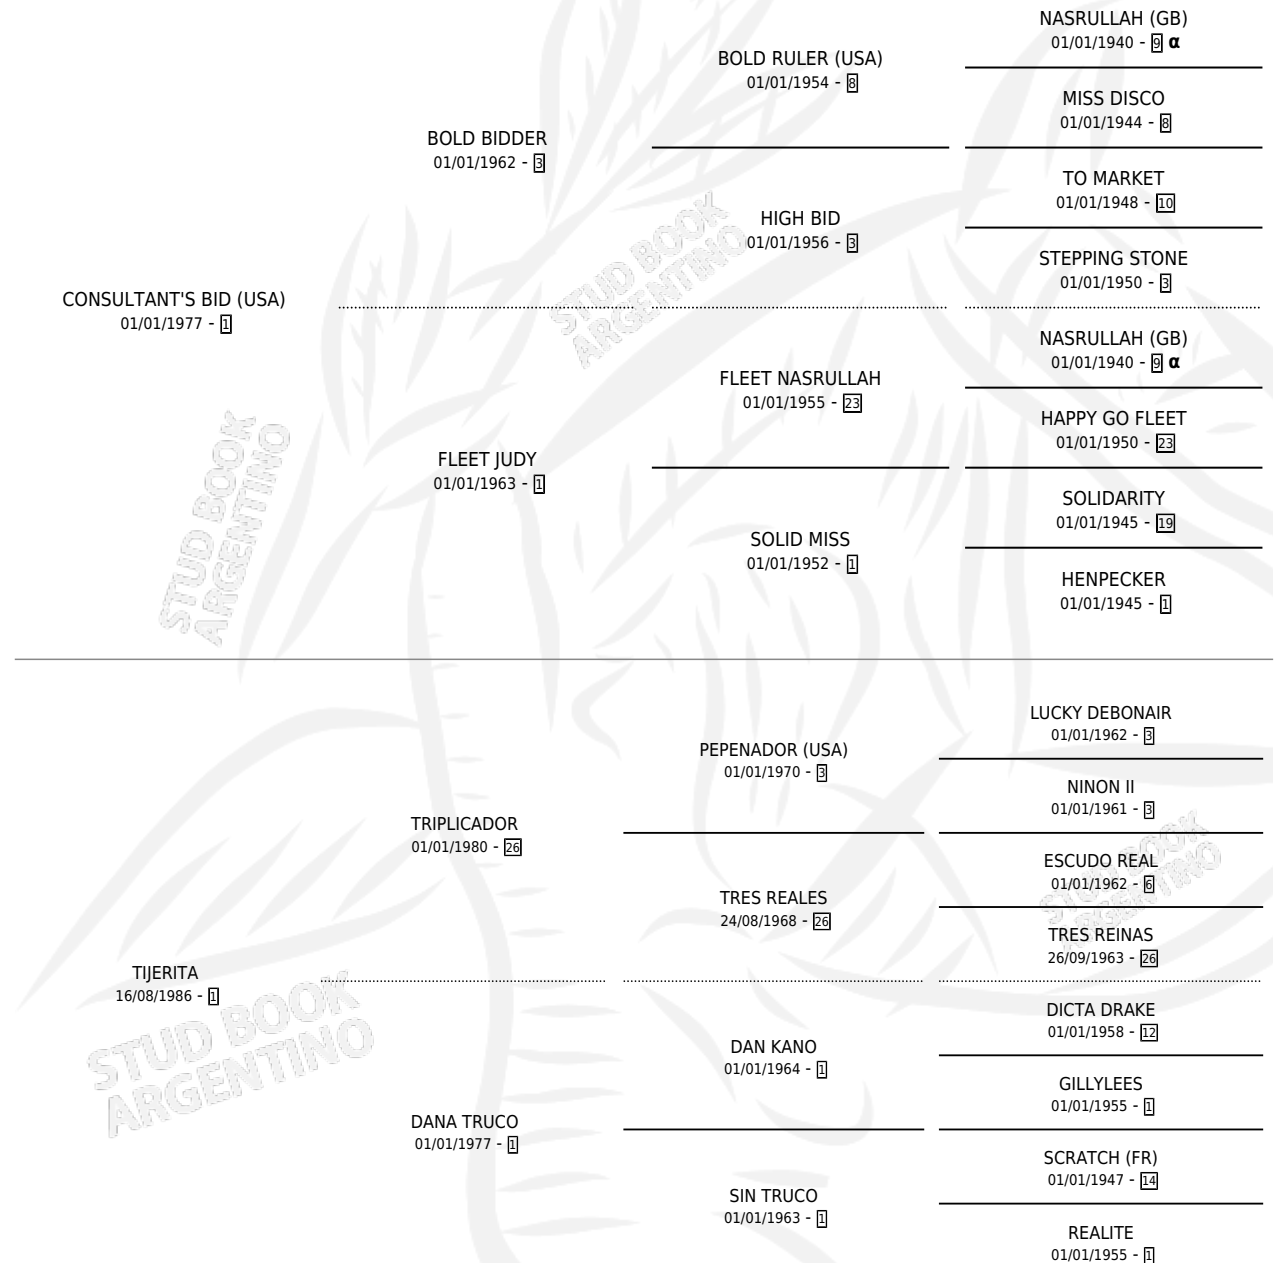 NASRULLAH (GB)
01/01/1940 - 9 α
BOLD RULER (USA)
01/01/1954 - 8
MISS DISCO
01/01/1944 - 8
BOLD BIDDER
01/01/1962 - 3
TO MARKET
01/01/1948 - 10
HIGH BID
01/01/1956 - 3
STEPPING STONE
01/01/1950 - 3
CONSULTANT'S BID (USA)
01/01/1977 - 1
NASRULLAH (GB)
01/01/1940 - 9 α
FLEET NASRULLAH
01/01/1955 - 23
HAPPY GO FLEET
01/01/1950 - 23
FLEET JUDY
01/01/1963 - 1
SOLIDARITY
01/01/1945 - 19
SOLID MISS
01/01/1952 - 1
HENPECKER
01/01/1945 - 1
LUCKY DEBONAIR
01/01/1962 - 3
PEPENADOR (USA)
01/01/1970 - 3
NINON II
01/01/1961 - 3
TRIPLICADOR
01/01/1980 - 26
ESCUDO REAL
01/01/1962 - 6
TRES REALES
24/08/1968 - 26
TRES REINAS
26/09/1963 - 26
TIJERITA
16/08/1986 - 1
DICTA DRAKE
01/01/1958 - 12
DAN KANO
01/01/1964 - 1
GILLYLEES
01/01/1955 - 1
DANA TRUCO
01/01/1977 - 1
SCRATCH (FR)
01/01/1947 - 14
SIN TRUCO
01/01/1963 - 1
REALITE
01/01/1955 - 1
STUD BOOK
ARGENTINO
STUD BOOK
ARGENTINO
STUD BOOK
ARGENTINO
STUD BOOK
ARGENTINO